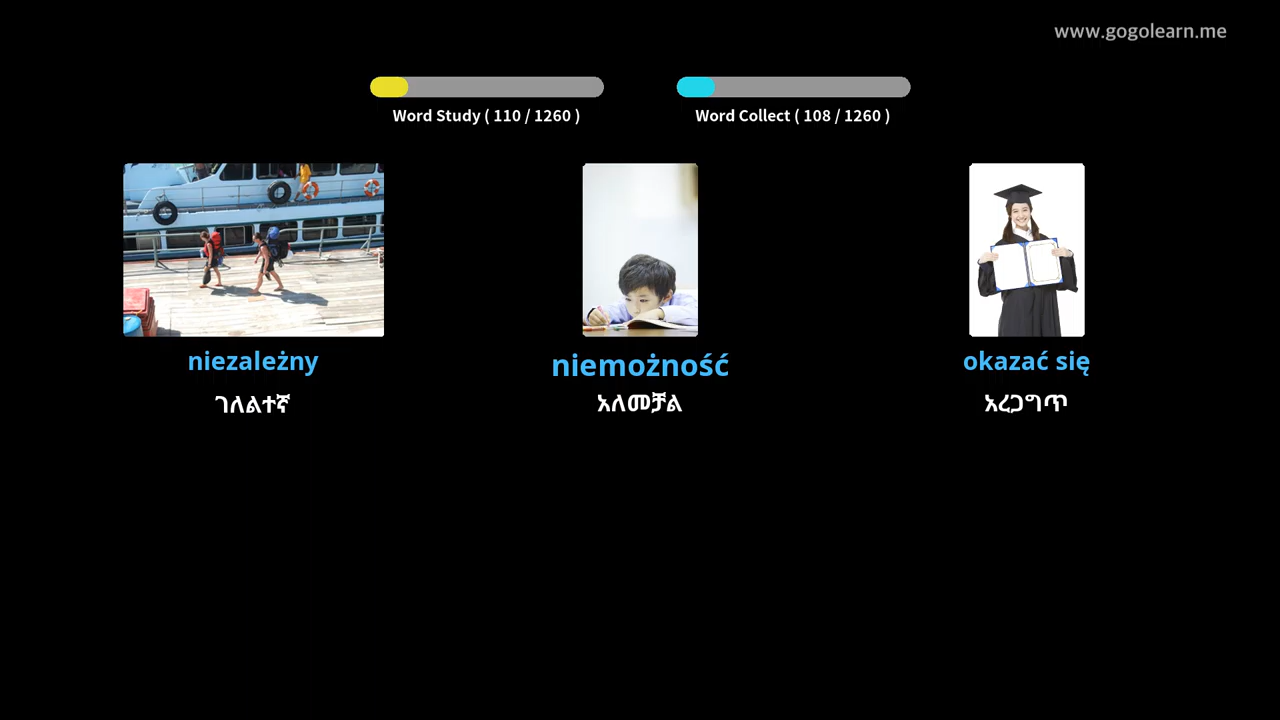 www.gogolearn.me
Word Study ( 110 / 1260 )
Word Collect ( 108 / 1260 )
niezależny
niemożność
okazać się
ገለልተኛ
አለመቻል
አረጋግጥ